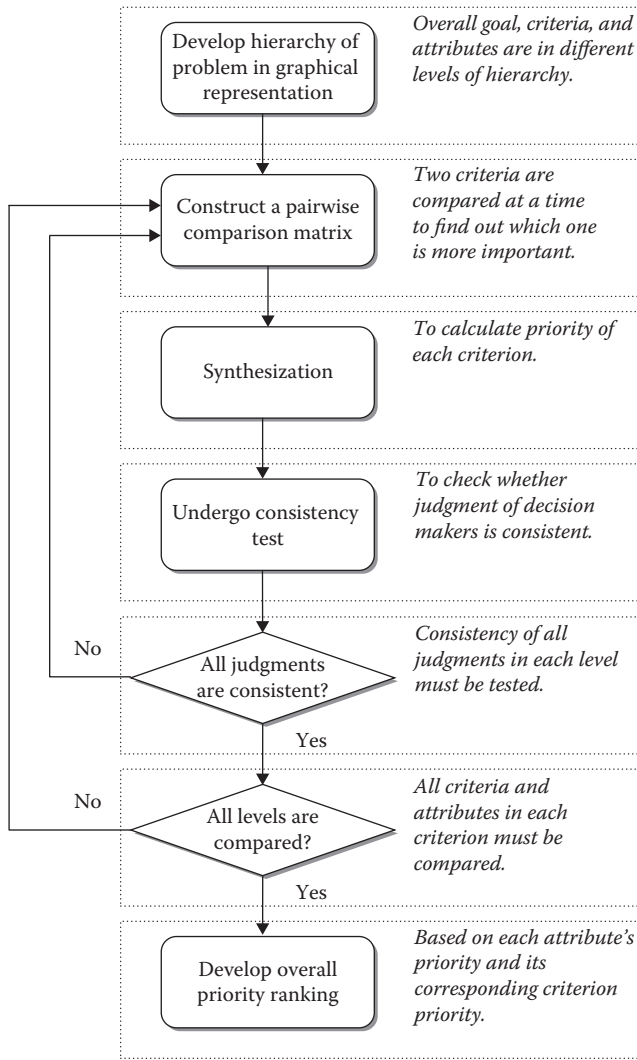 Develop hierarchy of
problem in graphical
representation
Overall goal, criteria, and
attributes are in different
levels of hierarchy.
Construct a pairwise
comparison matrix
Two criteria are
compared at a time
to find out which one
is more important.
Synthesization
To calculate priority of
each criterion.
Undergo consistency
test
To check whether
judgment of decision
makers is consistent.
No
All judgments
are consistent?
Yes
Consistency of all
judgments in each level
must be tested.
No
All levels are
compared?
Yes
All criteria and
attributes in each
criterion must be
compared.
Develop overall
priority ranking
Based on each attribute's
priority and its
corresponding criterion
priority.